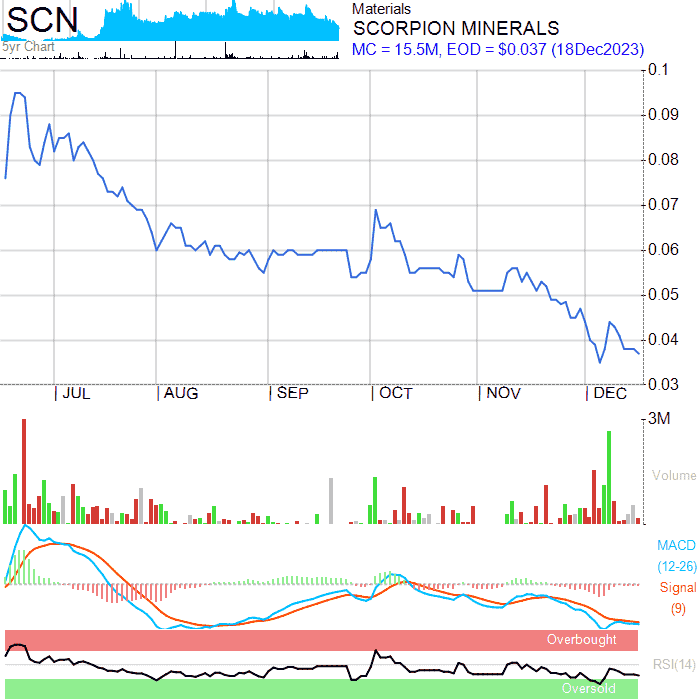 SCN
5yr Chart
Materials
SCORPION MINERALS
MC = 15.5M, EOD = $0.037 (18Dec2023)
0.1
0.09
0.08
0.07
0.06
0.05
0.04
0.03
JUL AUG SEP OCT NOV DEC
3M
Volume
MACD
(12-26)
Signal
(9)
Overbought
RSI(14)
Oversold